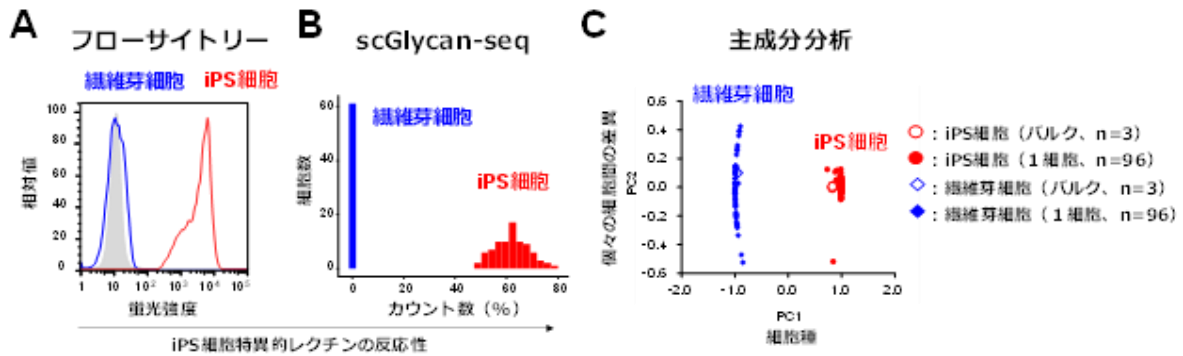 A
フローサイトリー
繊維芽細胞
iPS細胞
100
80
60
40
20
0
相対値
1
10
10²
10³
10⁴
10⁵
蛍光強度
B
scGlycan-seq
繊維芽細胞
iPS細胞
60
40
20
0
細胞数
0
20
40
60
80
カウント数（%）
iPS細胞特異的レクチンの反応性
C
主成分分析
繊維芽細胞
iPS細胞
個々の細胞間の差異
PC2
0.6
0.4
0.2
0.0
-0.2
-0.4
-0.6
-2.0
-1.0
0.0
1.0
2.0
PC1
細胞種
：iPS細胞（バルク、n=3）
：iPS細胞（1細胞、n=96）
：繊維芽細胞（バルク、n=3）
：繊維芽細胞（1細胞、n=96）